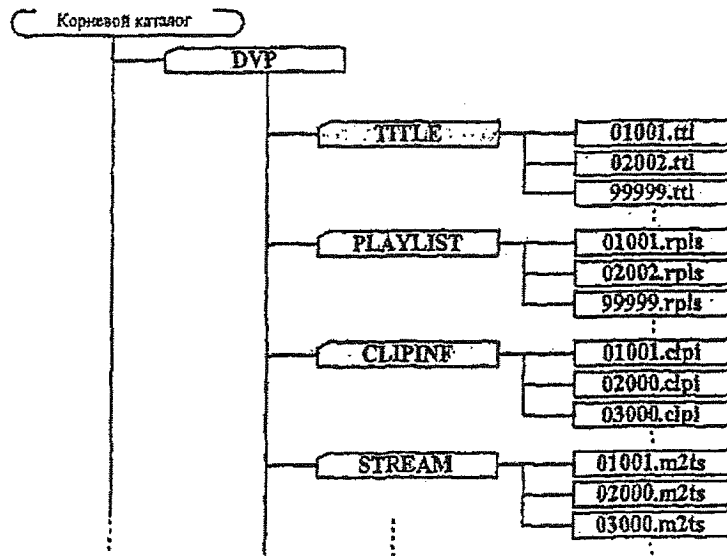 Корневой каталог
DVP
TITLE
01001.ttl
02002.ttl
99999.ttl
PLAYLIST
01001.rpls
02002.rpls
99999.rpls
CLIPINF
01001.clpi
02000.clpi
03000.clpi
STREAM
01001.m2ts
02000.m2ts
03000.m2ts